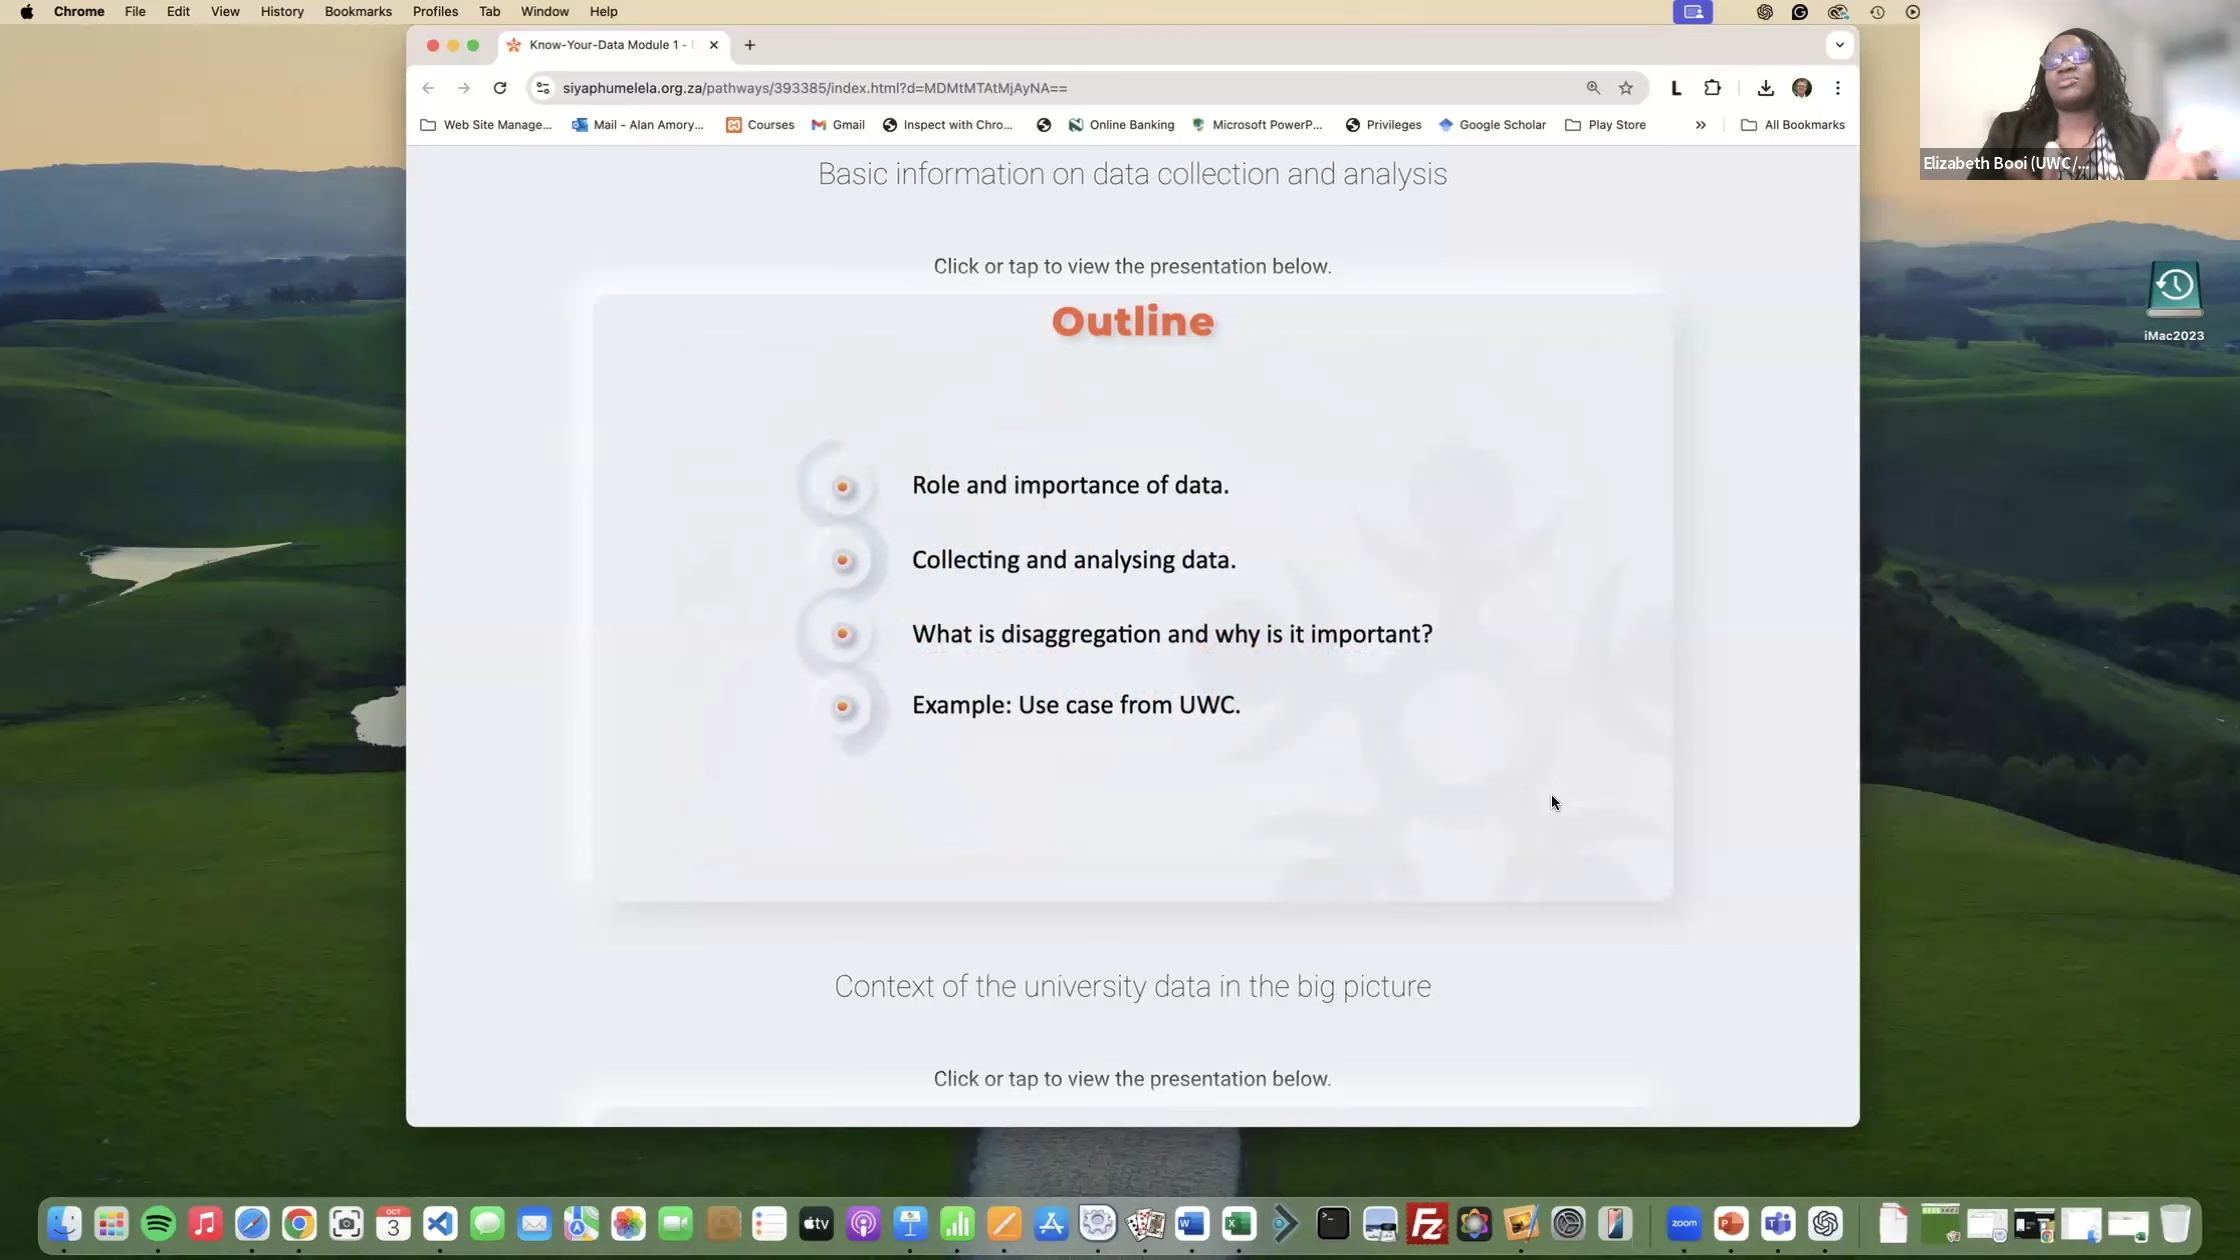 Chrome File Edit View History Bookmarks Profiles Tab Window Help
Know-Your-Data Module 1 -
siyaphumelela.org.za/pathways/393385/index.html?d=MDMtMTAtMjAyNA==
L
Web Site Manage... Mail - Alan Amory... Courses Gmail Inspect with Chro... Online Banking Microsoft PowerP... Privileges Google Scholar Play Store All Bookmarks
Elizabeth Booi (UWC/...
Basic information on data collection and analysis
Click or tap to view the presentation below.
Outline
iMac2023
Role and importance of data.
Collecting and analysing data.
What is disaggregation and why is it important?
Example: Use case from UWC.
Context of the university data in the big picture
Click or tap to view the presentation below.
OCT
3
tv
W
X
Fz
zoom
P
T